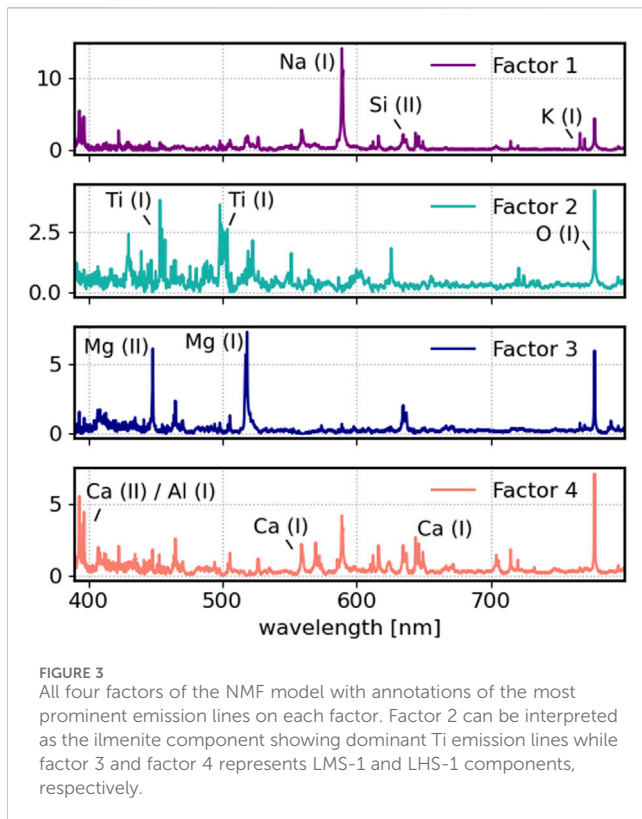 Na (I)
Factor 1
10
Si (II)
K (I)
0
Ti (I)
Ti (I)
Factor 2
2.5
O (I)
0.0
Mg (II)
Mg (I)
Factor 3
5
0
Ca (II) / Al (I)
Factor 4
5
Ca (I)
Ca (I)
0
400
500
600
700
wavelength [nm]
FIGURE 3
All four factors of the NMF model with annotations of the most
prominent emission lines on each factor. Factor 2 can be interpreted
as the ilmenite component showing dominant Ti emission lines while
factor 3 and factor 4 represents LMS-1 and LHS-1 components,
respectively.